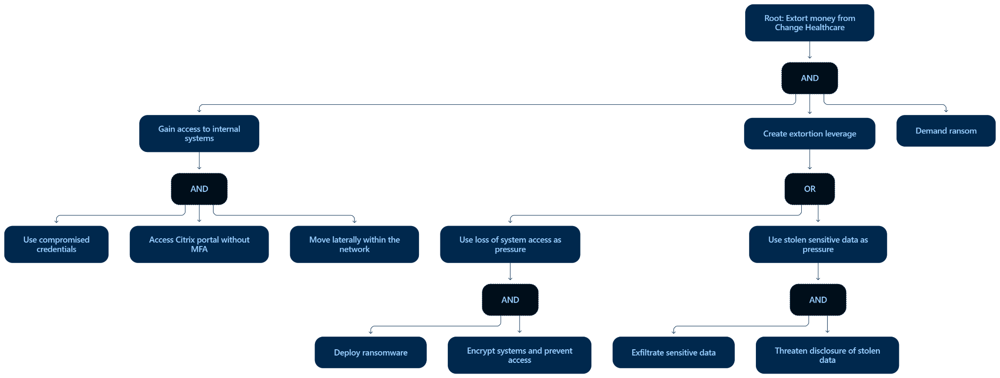 Root: Extort money from
Change Healthcare
AND
Gain access to internal
systems
Create extortion leverage
Demand ransom
AND
OR
Use compromised
credentials
Access Citrix portal without
MFA
Move laterally within the
network
Use loss of system access as
pressure
Use stolen sensitive data as
pressure
AND
AND
Deploy ransomware
Encrypt systems and prevent
access
Exfiltrate sensitive data
Threaten disclosure of stolen
data